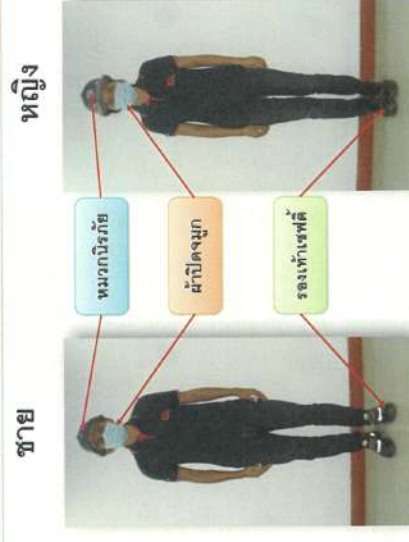 ชาย
หญิง
หมวกนิรภัย
ผ้าปิดจมูก
รองเท้าเซฟตี้